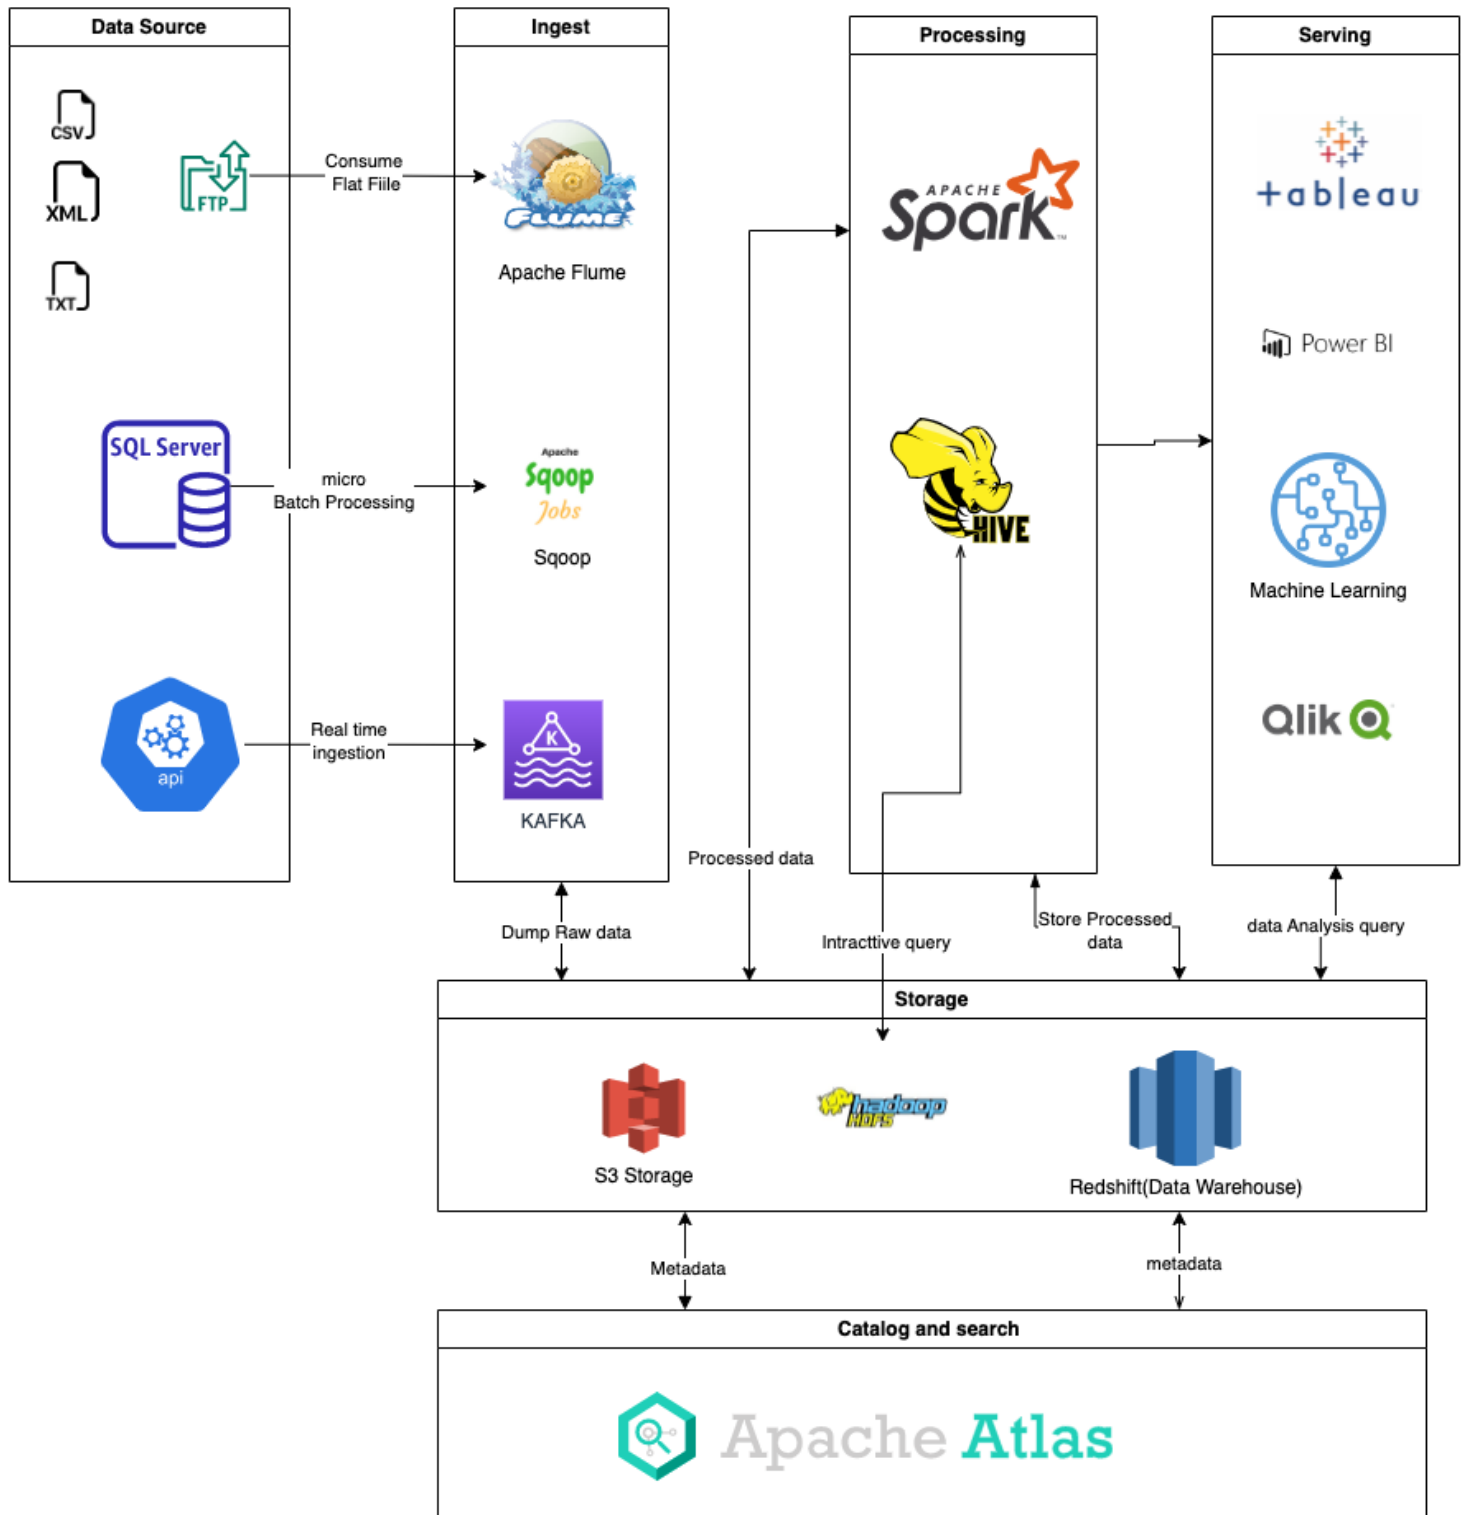 Data Source
CSV
XML
FTP
TXT
SQL Server
api
Consume
Flat Fiile
micro
Batch Processing
Real time
ingestion
Ingest
FLUME
Apache Flume
Apache
Sqoop
Jobs
Sqoop
K
KAFKA
Processing
APACHE
Spark™
HIVE
Serving
+ableau
Power BI
Machine Learning
Qlik
Dump Raw data
Processed data
Intracttive query
Store Processed
data
data Analysis query
Storage
S3 Storage
hadoop
HDFS
Redshift(Data Warehouse)
Metadata
metadata
Catalog and search
Apache Atlas